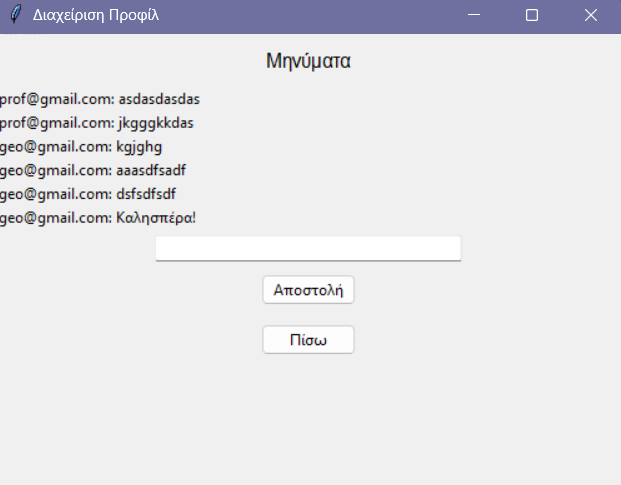 Διαχείριση Προφίλ
Μηνύματα
prof@gmail.com: asdasdasdas
prof@gmail.com: jkgggkkdas
geo@gmail.com: kgjghg
geo@gmail.com: aaasdfsadf
geo@gmail.com: dsfsdfsdf
geo@gmail.com: Καλησπέρα!
Αποστολή
Πίσω